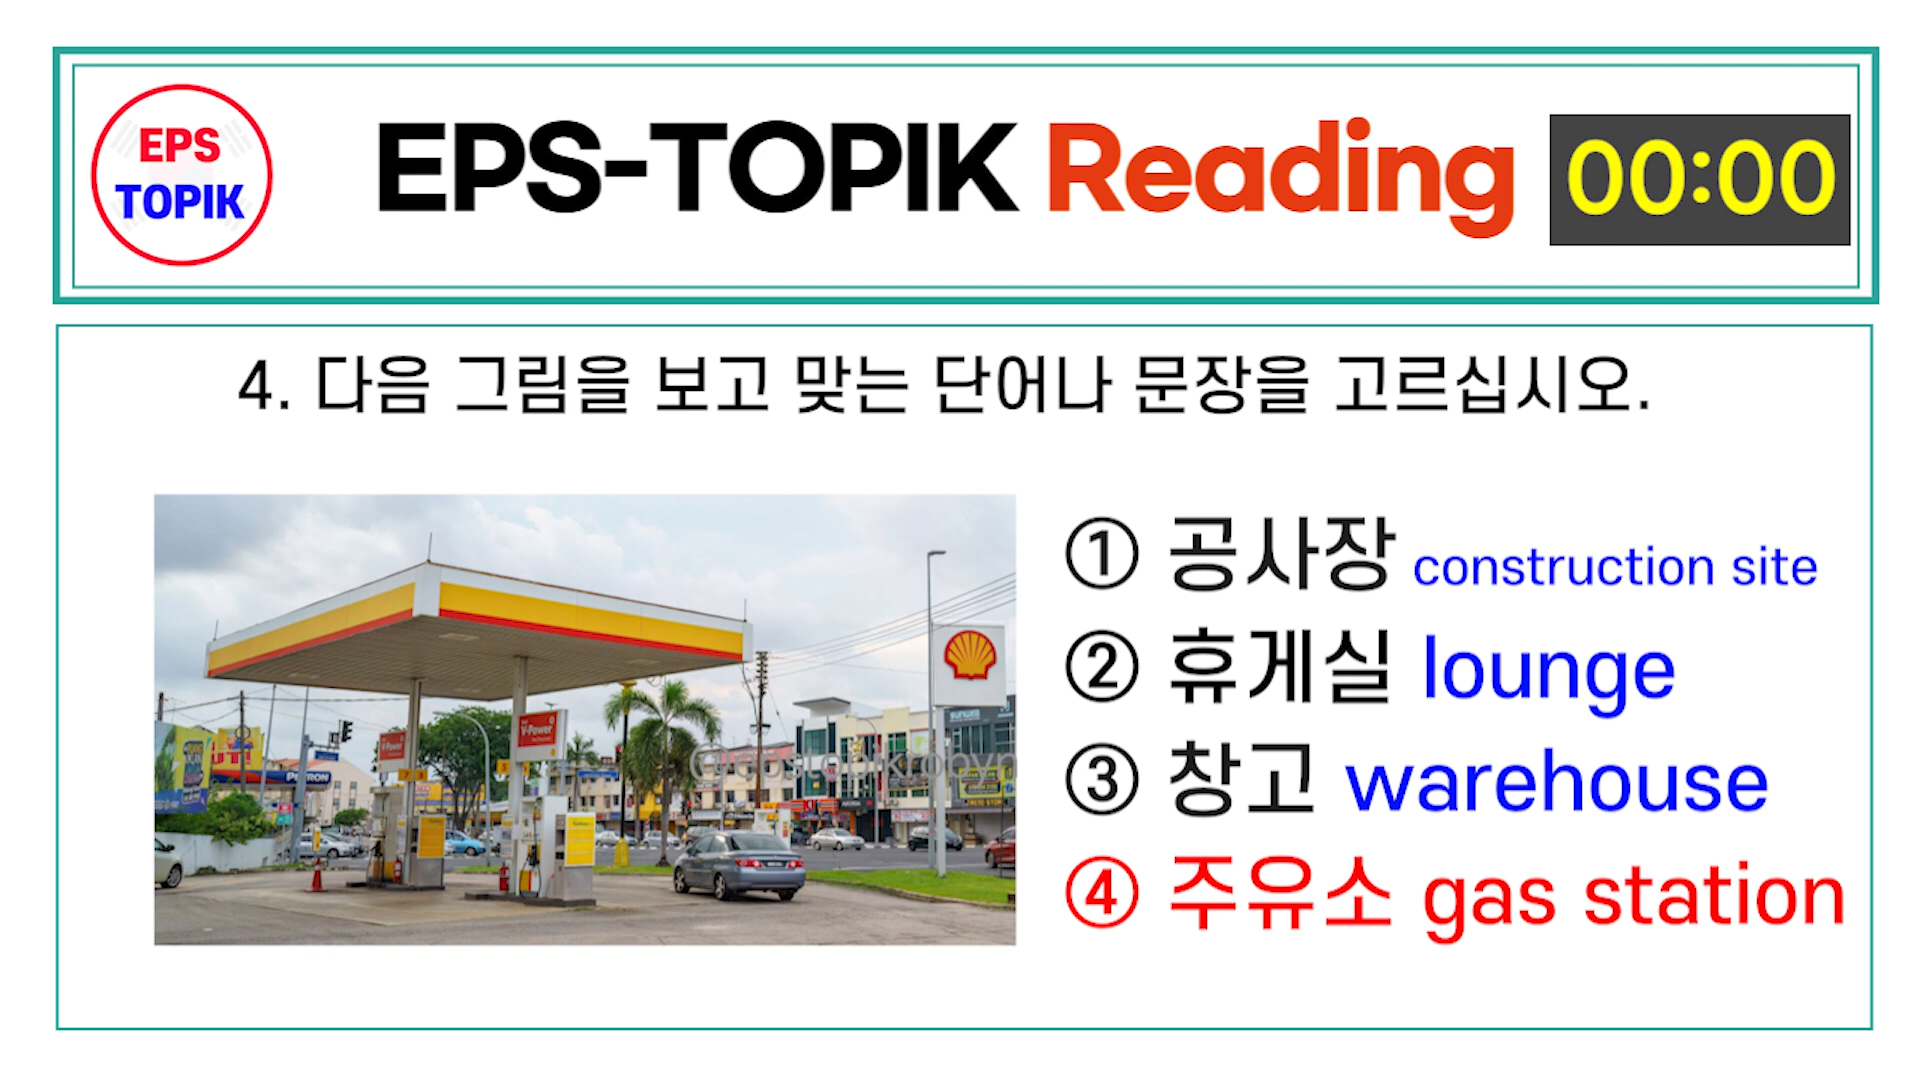 EPS
TOPIK
EPS-TOPIK Reading
00:00
4. 다음 그림을 보고 맞는 단어나 문장을 고르십시오.
V-Power
V-Power
① 공사장 construction site
② 휴게실 lounge
③ 창고 warehouse
④ 주유소 gas station